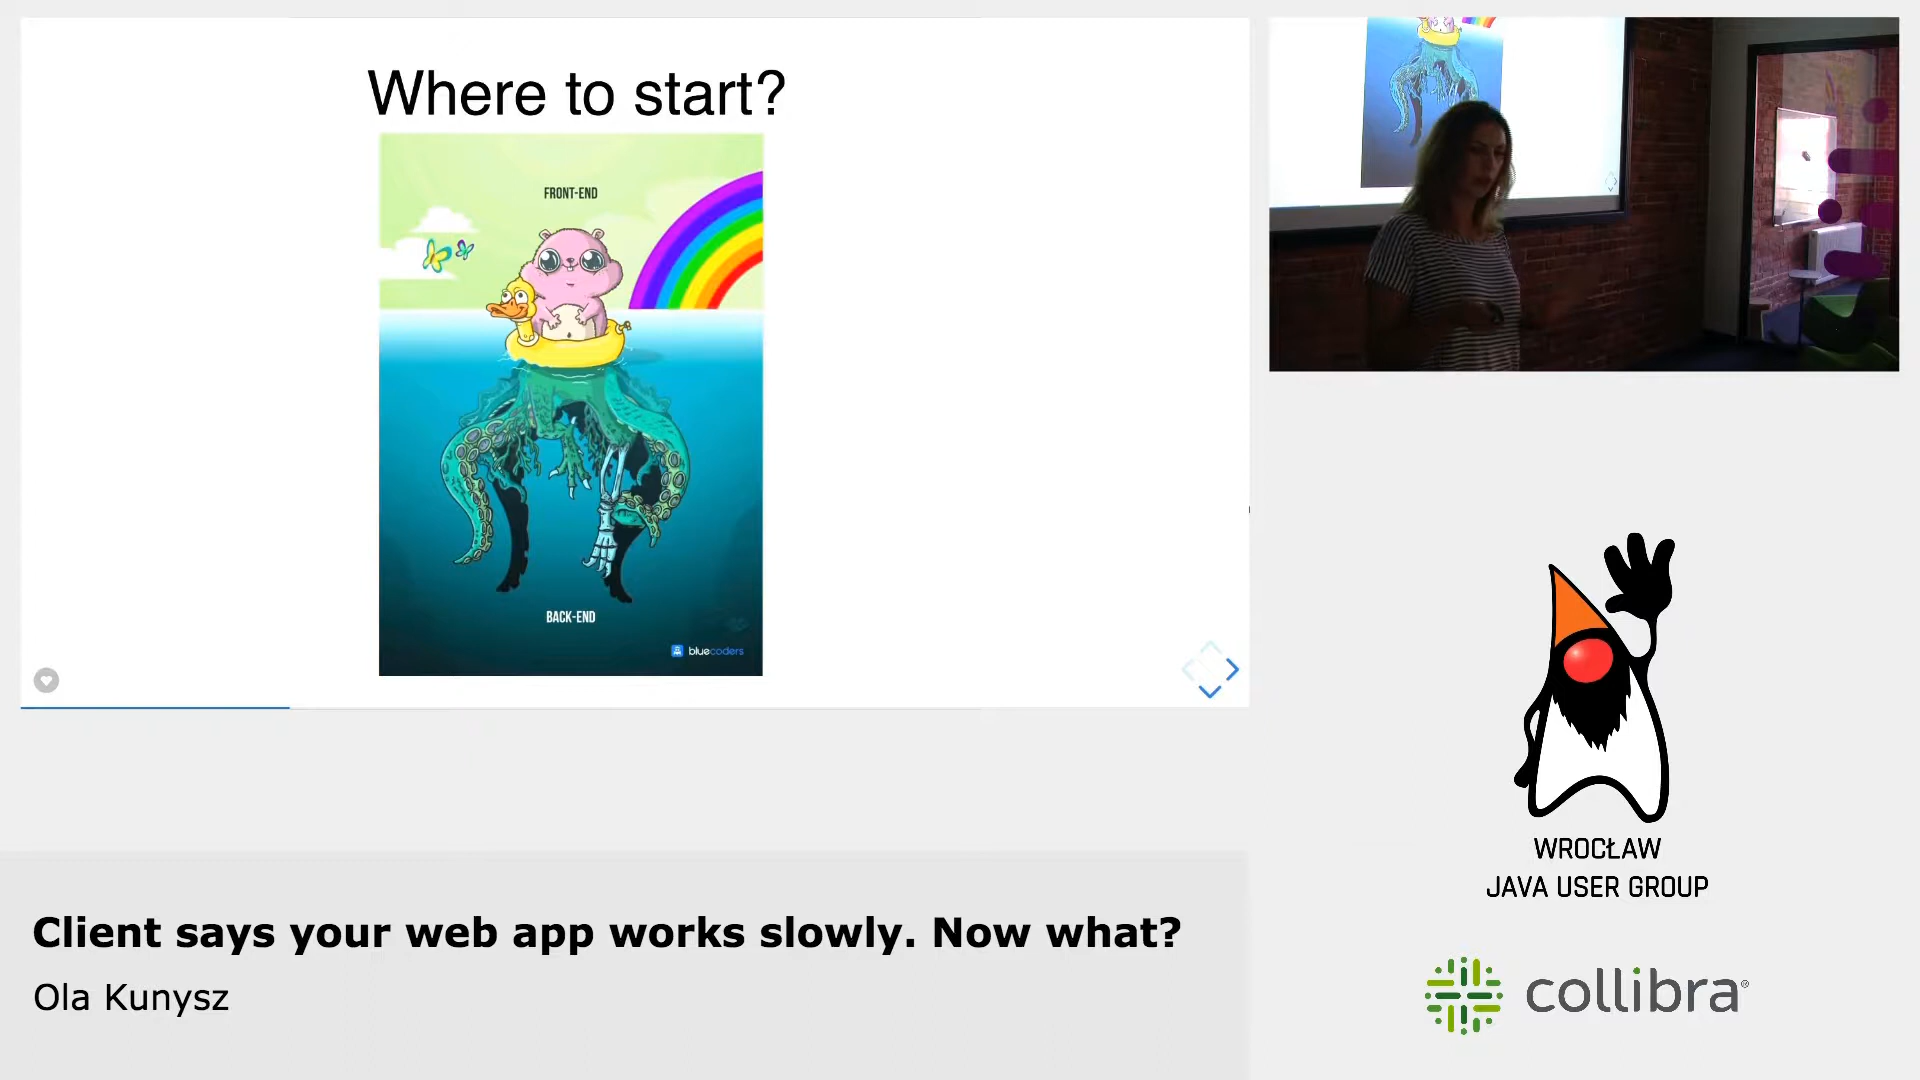 Where to start?
FRONT-END
BACK-END
bluecoders
WROCŁAW
JAVA USER GROUP
Client says your web app works slowly. Now what?
Ola Kunysz
collibra®